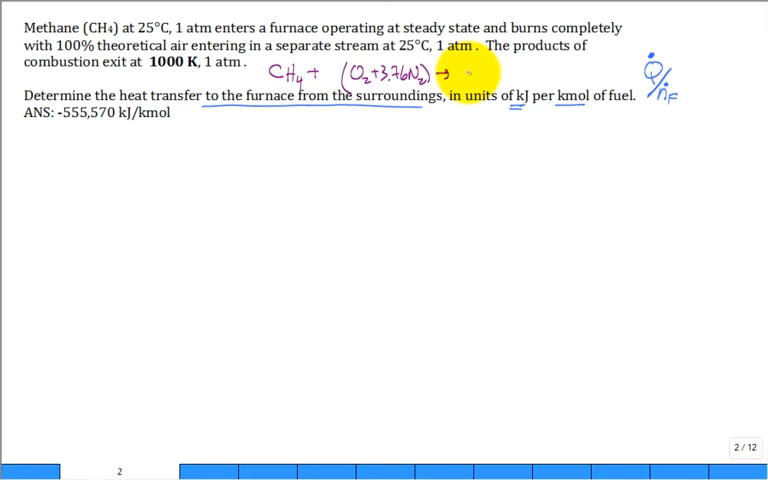 Methane (CH₄) at 25°C, 1 atm enters a furnace operating at steady state and burns completely
with 100% theoretical air entering in a separate stream at 25°C, 1 atm. The products of
combustion exit at 1000 K, 1 atm.
CH₄ + (O₂+3.76N₂) →
Determine the heat transfer to the furnace from the surroundings, in units of kJ per kmol of fuel.
Q̇/ṅF
ANS: -555,570 kJ/kmol
2 / 12
2